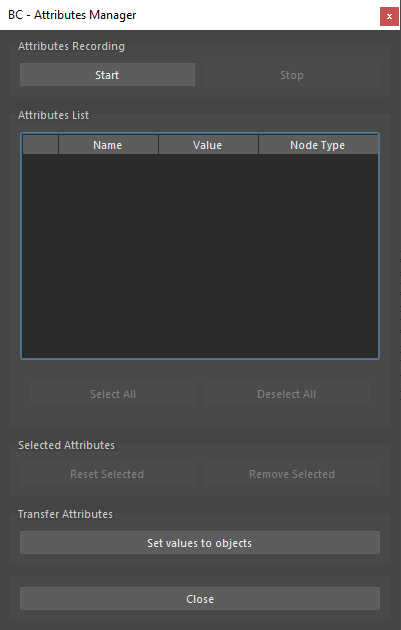 BC - Attributes Manager
x
Attributes Recording
Start Stop
Attributes List
Name Value Node Type
Select All Deselect All
Selected Attributes
Reset Selected Remove Selected
Transfer Attributes
Set values to objects
Close